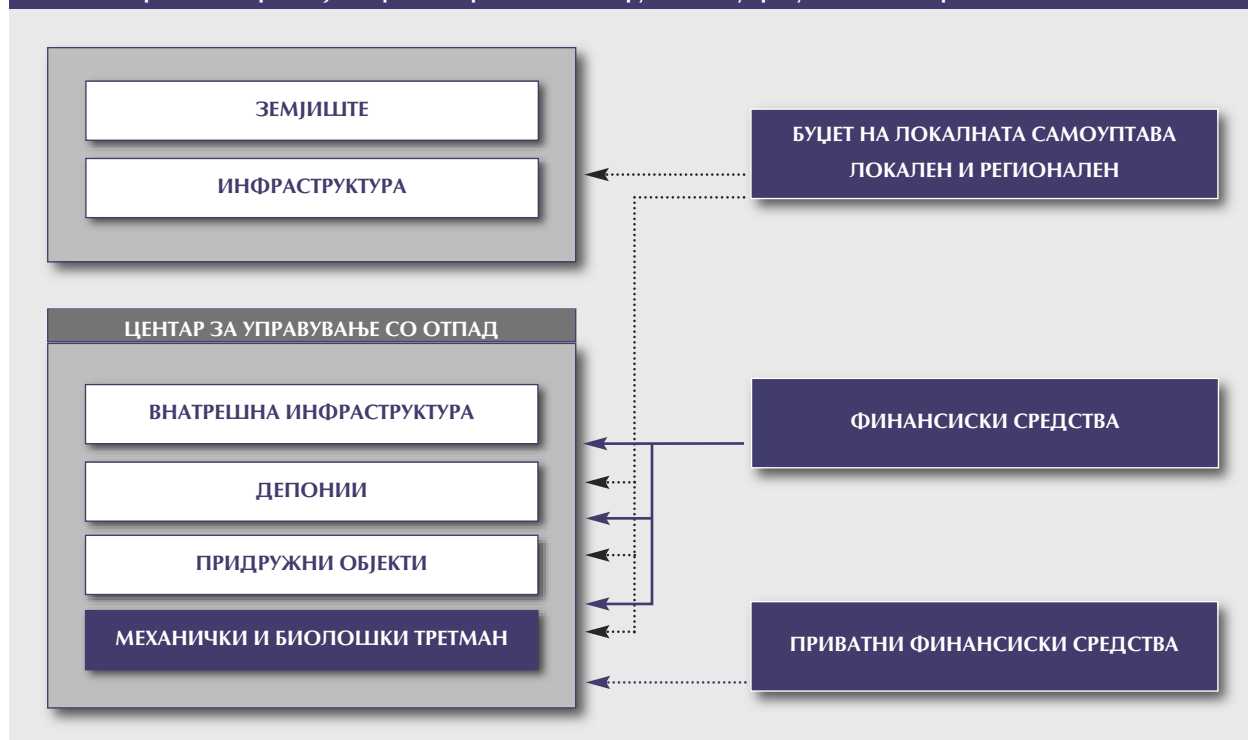 ЗЕМЈИШТЕ
ИНФРАСТРУКТУРА
БУЏЕТ НА ЛОКАЛНАТА САМОУПТАВА
ЛОКАЛЕН И РЕГИОНАЛЕН
ЦЕНТАР ЗА УПРАВУВАЊЕ СО ОТПАД
ВНАТРЕШНА ИНФРАСТРУКТУРА
ДЕПОНИИ
ПРИДРУЖНИ ОБЈЕКТИ
МЕХАНИЧКИ И БИОЛОШКИ ТРЕТМАН
ФИНАНСИСКИ СРЕДСТВА
ПРИВАТНИ ФИНАНСИСКИ СРЕДСТВА